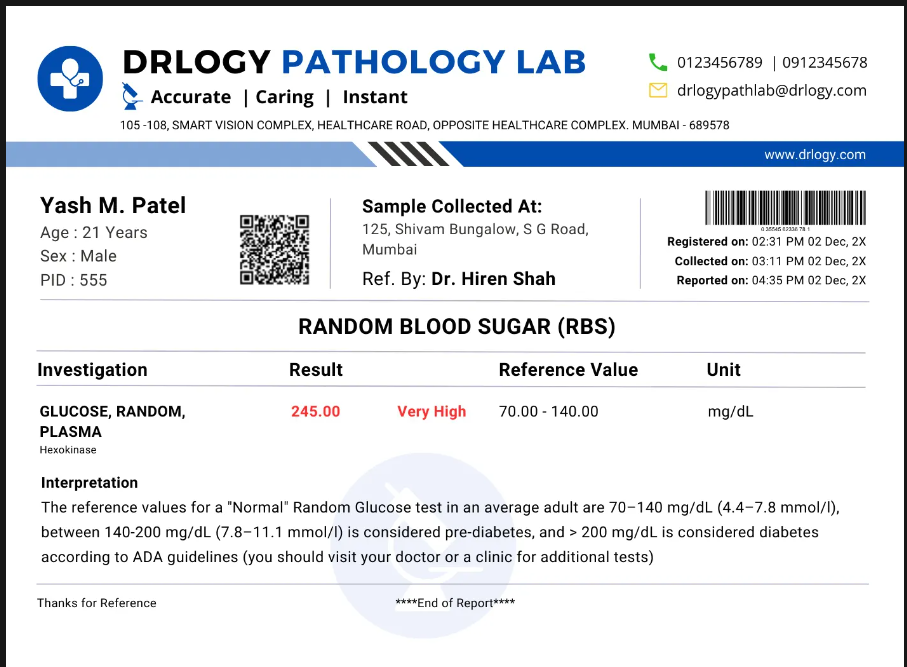 DRLOGY PATHOLOGY LAB
Accurate | Caring | Instant
0123456789 | 0912345678
drlogypathlab@drlogy.com
105 -108, SMART VISION COMPLEX, HEALTHCARE ROAD, OPPOSITE HEALTHCARE COMPLEX. MUMBAI - 689578
www.drlogy.com
Yash M. Patel
Age : 21 Years
Sex : Male
PID : 555
Sample Collected At:
125, Shivam Bungalow, S G Road,
Mumbai
Ref. By: Dr. Hiren Shah
Registered on: 02:31 PM 02 Dec, 2X
Collected on: 03:11 PM 02 Dec, 2X
Reported on: 04:35 PM 02 Dec, 2X
RANDOM BLOOD SUGAR (RBS)
Investigation Result Reference Value Unit
GLUCOSE, RANDOM, 245.00 Very High 70.00 - 140.00 mg/dL
PLASMA
Hexokinase
Interpretation
The reference values for a "Normal" Random Glucose test in an average adult are 70–140 mg/dL (4.4–7.8 mmol/l),
between 140-200 mg/dL (7.8–11.1 mmol/l) is considered pre-diabetes, and > 200 mg/dL is considered diabetes
according to ADA guidelines (you should visit your doctor or a clinic for additional tests)
Thanks for Reference ****End of Report****